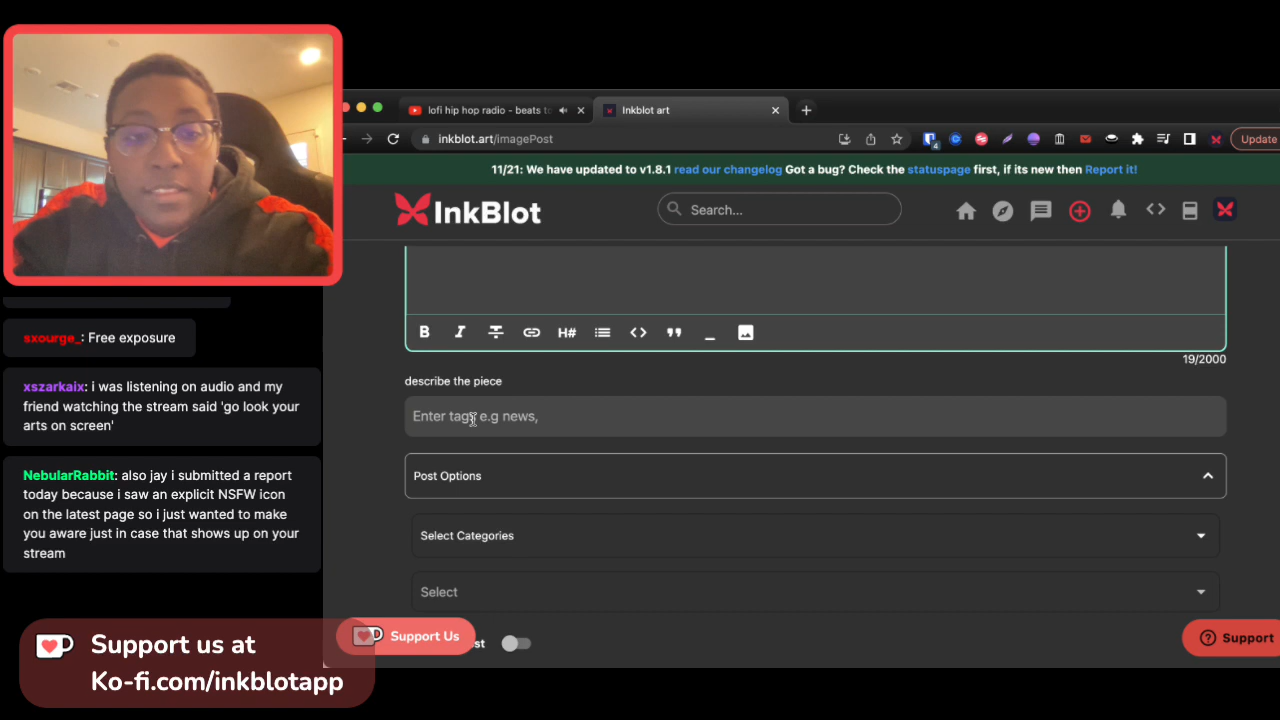 lofi hip hop radio - beats to
Inkblot art
inkblot.art/imagePost
4
Update
11/21: We have updated to v1.8.1 read our changelog Got a bug? Check the statuspage first, if its new then Report it!
InkBlot
Search...
sxourge_: Free exposure
xszarkaix: i was listening on audio and my
friend watching the stream said 'go look your
arts on screen'
NebularRabbit: also jay i submitted a report
today because i saw an explicit NSFW icon
on the latest page so i just wanted to make
you aware just in case that shows up on your
stream
B I S H# <> _
19/2000
describe the piece
Enter tags e.g news,
Post Options
Select Categories
Select
Support Us
st
Support
Support us at
Ko-fi.com/inkblotapp